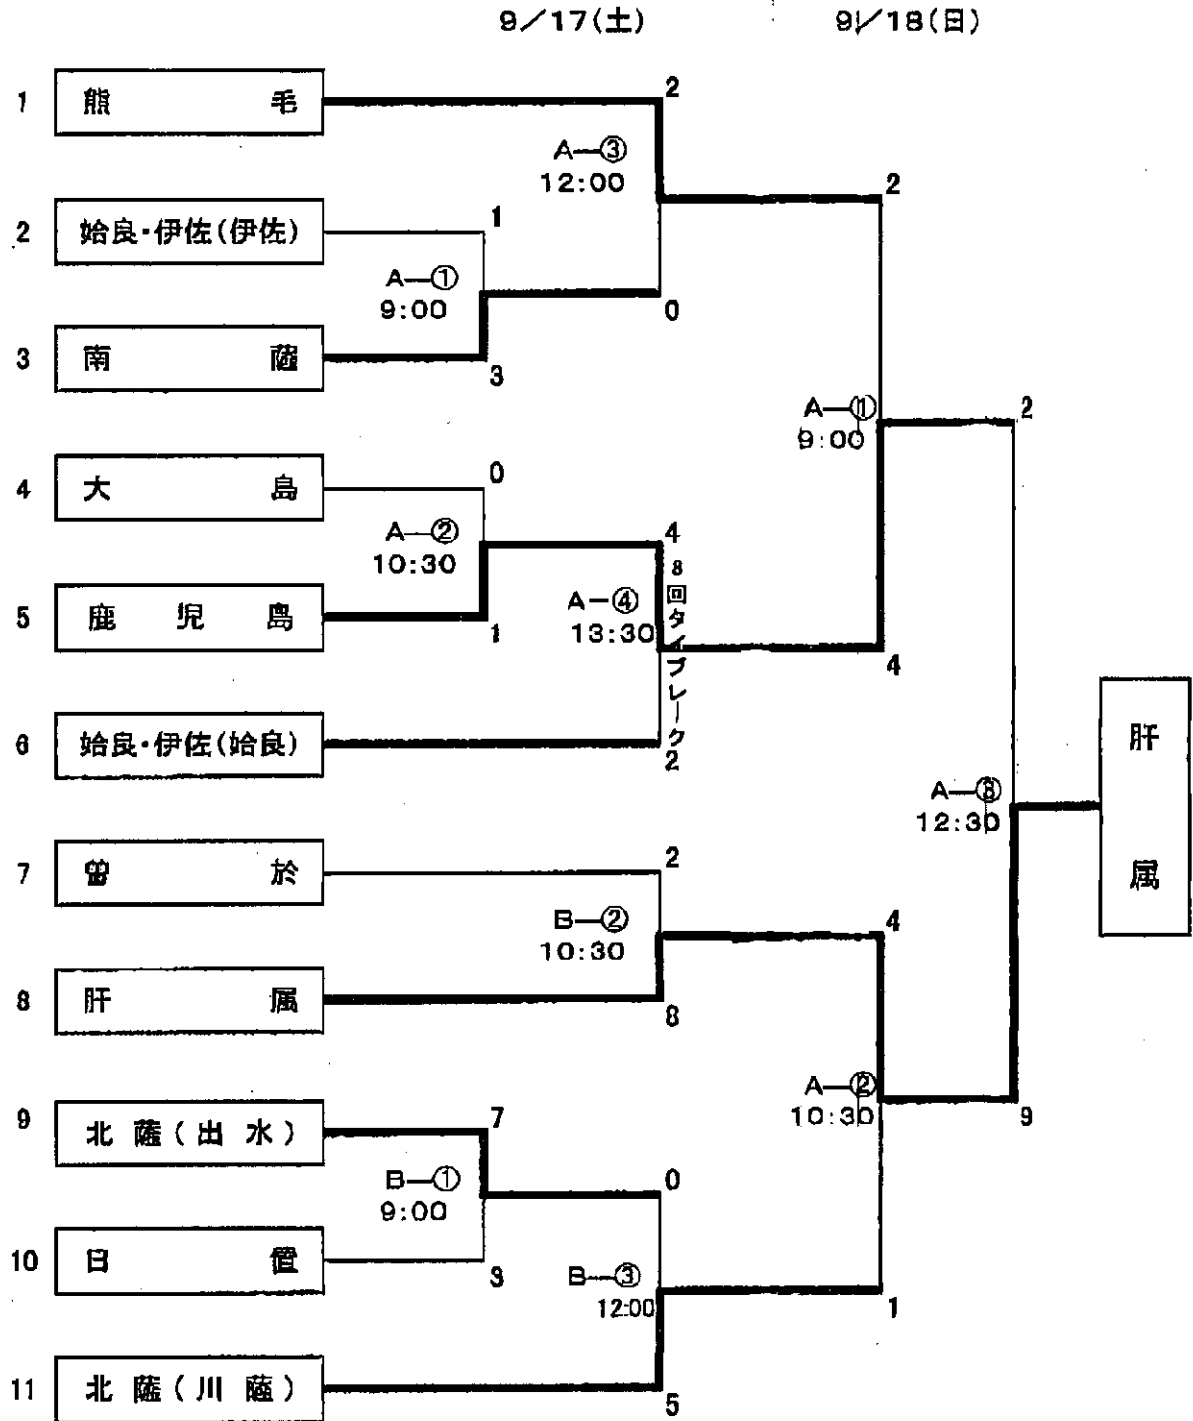 9/17(土) 9/18(日)
1 熊毛 2
A—③
12:00
2
2 姶良・伊佐(伊佐) 1
A—①
9:00
0
3 南薩 3
A—①
9:00
2
4 大島 0
A—②
10:30
4
8回タイブレーク
5 鹿児島 1
A—④
13:30
4
6 姶良・伊佐(姶良) 2
肝属
A—③
12:30
7 曽於 2
B—②
10:30
4
8 肝属 8
A—②
10:30
9
9 北薩(出水) 7
B—①
9:00
0
10 日置 3
B—③
12:00
1
11 北薩(川薩) 5